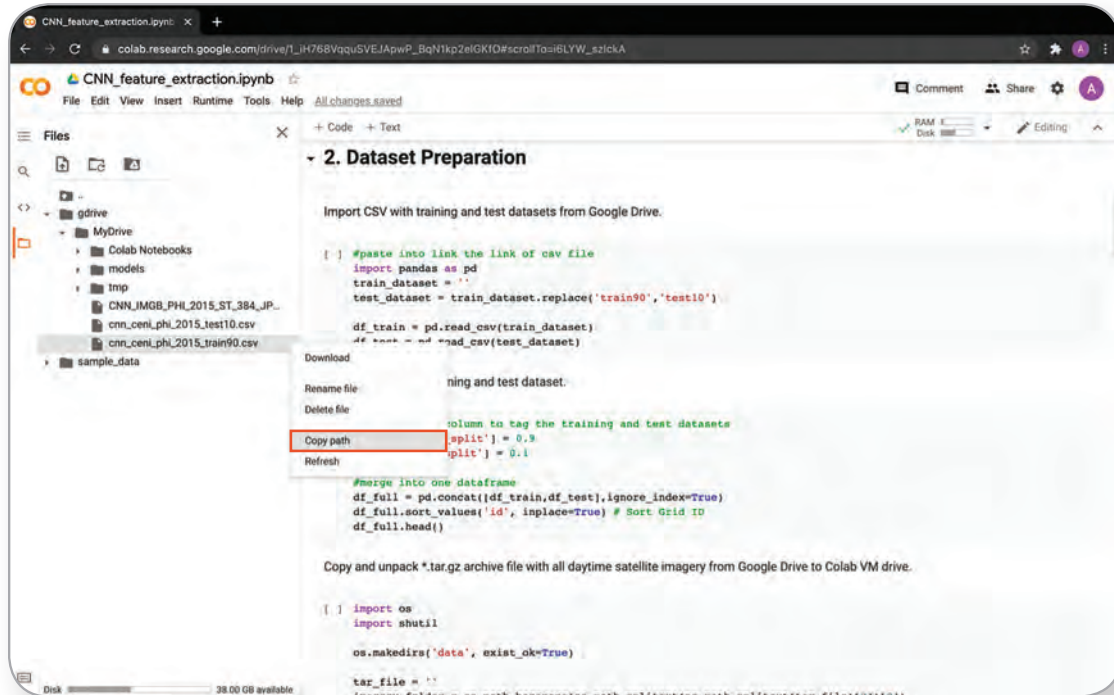 CNN_feature_extraction.ipynb
colab.research.google.com/drive/1_iH768VqquSVEJApwP_BqN1kp2elGKfO#scrollTo=i6LYW_szlckA
A
CNN_feature_extraction.ipynb
File Edit View Insert Runtime Tools Help All changes saved
Comment Share A
Files
+ Code + Text
RAM
Disk
Editing
..
gdrive
MyDrive
Colab Notebooks
models
tmp
CNN_IMGB_PHI_2015_ST_384_JP...
cnn_ceni_phi_2015_test10.csv
cnn_ceni_phi_2015_train90.csv
sample_data
Download
Rename file
Delete file
Copy path
Refresh
2. Dataset Preparation
Import CSV with training and test datasets from Google Drive.
[ ] #paste into link the link of csv file
import pandas as pd
train_dataset = ''
test_dataset = train_dataset.replace('train90','test10')
df_train = pd.read_csv(train_dataset)
df_test = pd.read_csv(test_dataset)
ning and test dataset.
column to tag the training and test datasets
split'] = 0.9
split'] = 0.1
#merge into one dataframe
df_full = pd.concat([df_train,df_test],ignore_index=True)
df_full.sort_values('id', inplace=True) # Sort Grid ID
df_full.head()
Copy and unpack *.tar.gz archive file with all daytime satellite imagery from Google Drive to Colab VM drive.
[ ] import os
import shutil
os.makedirs('data', exist_ok=True)
tar_file = ''
Disk 38.00 GB available